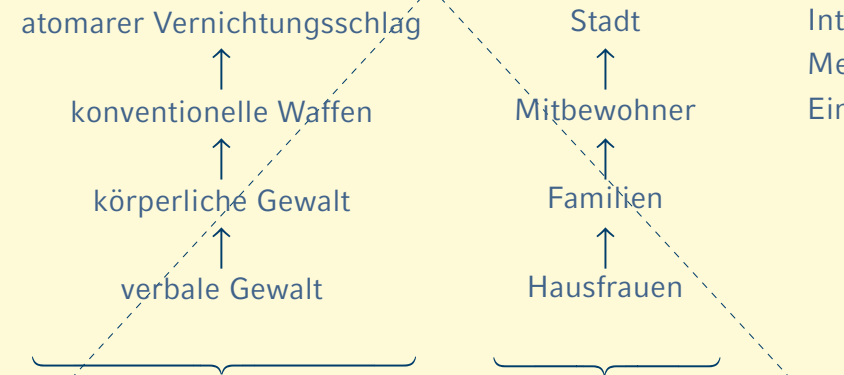 atomarer Vernichtungsschlag
konventionelle Waffen
körperliche Gewalt
verbale Gewalt
Stadt
Mitbewohner
Familien
Hausfrauen